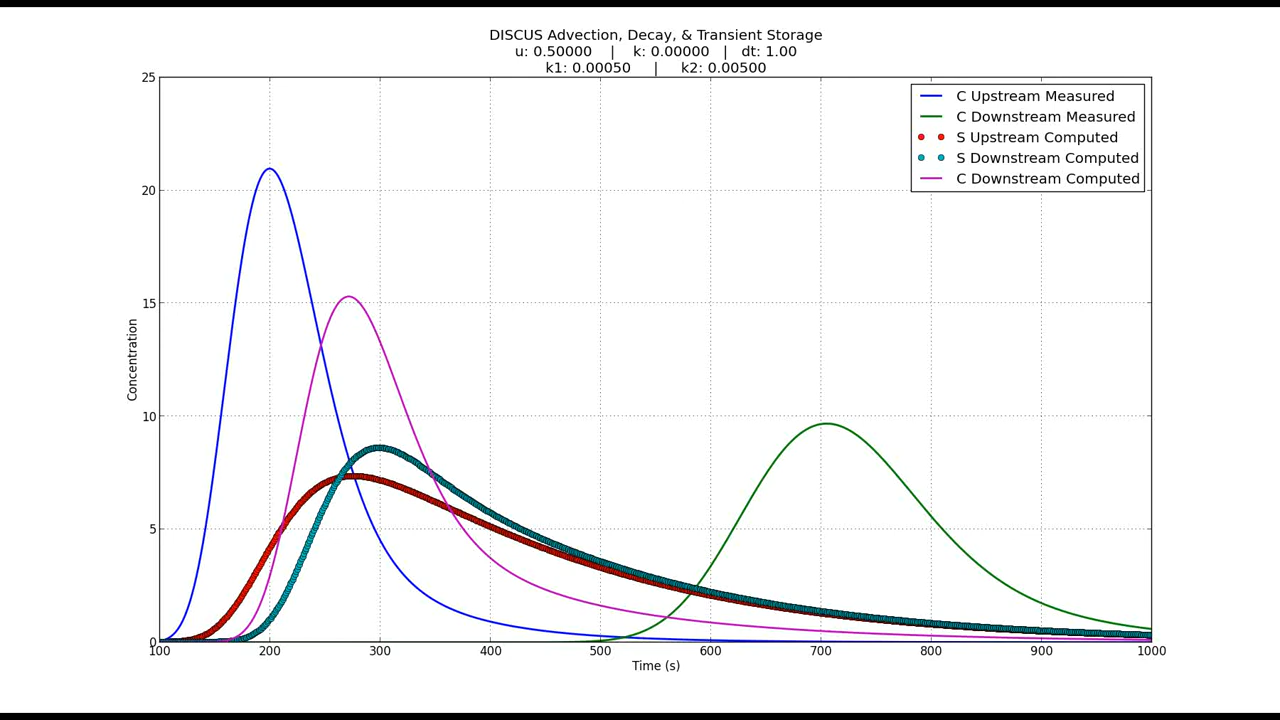 DISCUS Advection, Decay, & Transient Storage
u: 0.50000 | k: 0.00000 | dt: 1.00
k1: 0.00050 | k2: 0.00500
25
20
15
10
5
0
Concentration
C Upstream Measured
C Downstream Measured
S Upstream Computed
S Downstream Computed
C Downstream Computed
100 200 300 400 500 600 700 800 900 1000
Time (s)